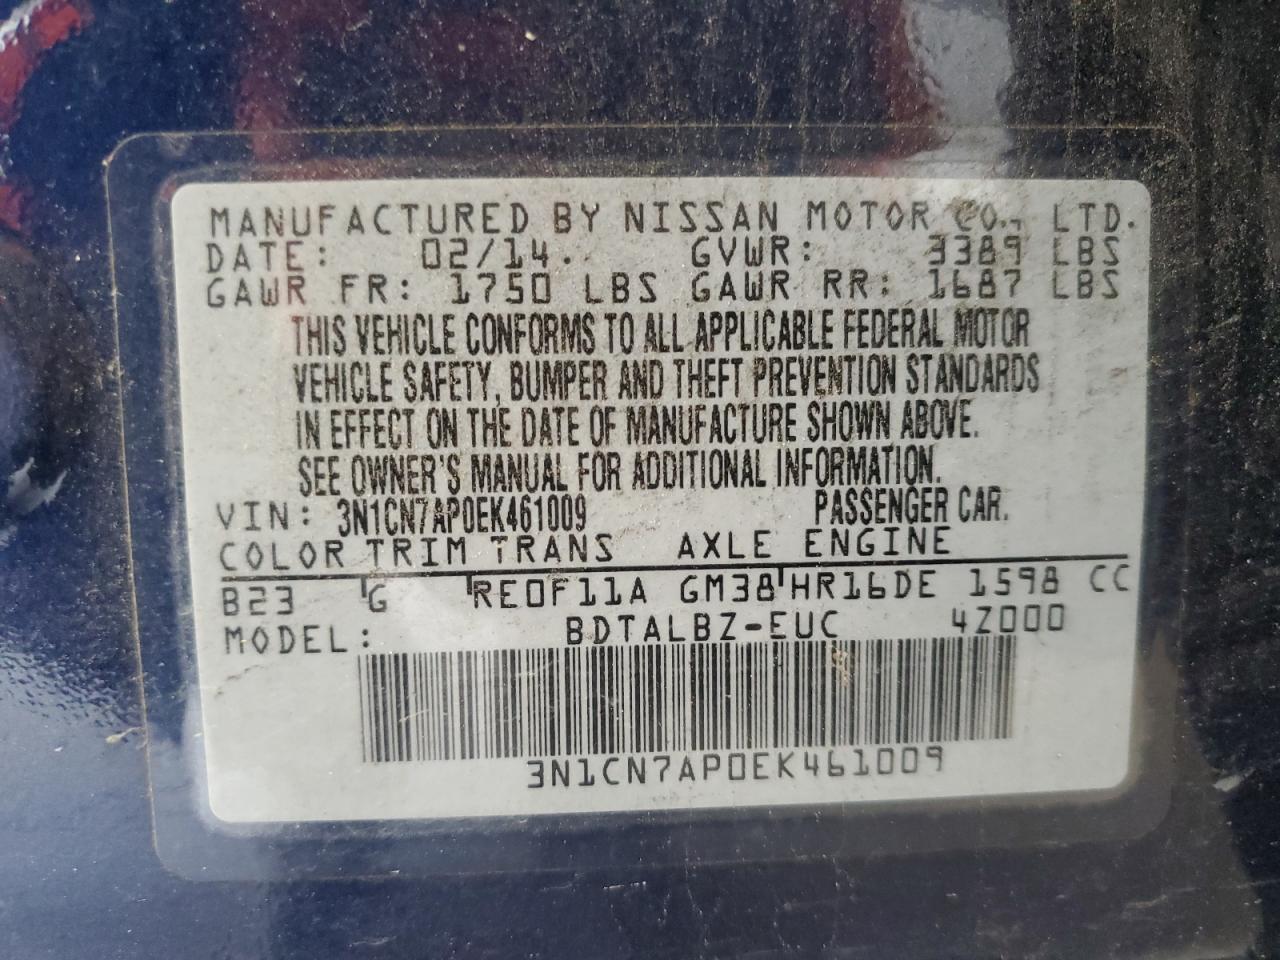 MANUFACTURED BY NISSAN MOTOR CO., LTD.
DATE: 02/14. GVWR: 3389 LBS
GAWR FR: 1750 LBS GAWR RR: 1687 LBS
THIS VEHICLE CONFORMS TO ALL APPLICABLE FEDERAL MOTOR
VEHICLE SAFETY, BUMPER AND THEFT PREVENTION STANDARDS
IN EFFECT ON THE DATE OF MANUFACTURE SHOWN ABOVE.
SEE OWNER'S MANUAL FOR ADDITIONAL INFORMATION.
VIN: 3N1CN7AP0EK461009 PASSENGER CAR.
COLOR TRIM TRANS AXLE ENGINE
B23 G RE0F11A GM38 HR16DE 1598 CC
MODEL: BDTALBZ-EUC 4Z000
3N1CN7AP0EK461009